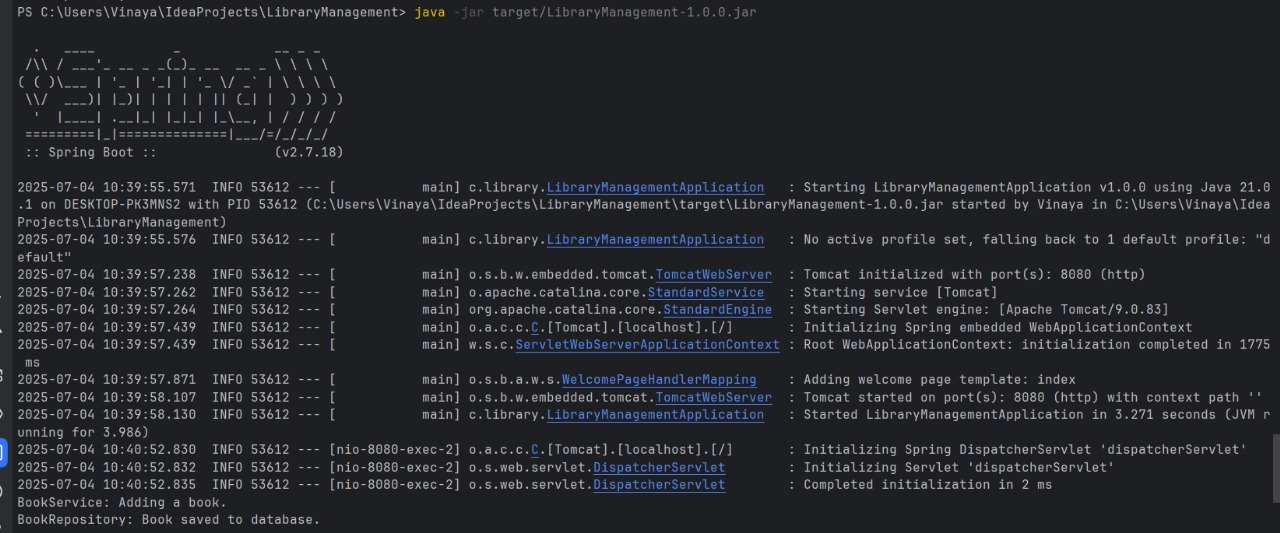 PS C:\Users\Vinaya\IdeaProjects\LibraryManagement> java -jar target/LibraryManagement-1.0.0.jar
  .   ____          _            __ _ _
 /\\ / ___'_ __ _ _(_)_ __  __ _ \ \ \ \
( ( )\___ | '_ | '_| | '_ \/ _` | \ \ \ \
 \\/  ___)| |_)| | | | | || (_| |  ) ) ) )
  '  |____| .__|_| |_|_| |_\__, | / / / /
 =========|_|==============|___/=/_/_/_/
 :: Spring Boot ::                (v2.7.18)
2025-07-04 10:39:55.571  INFO 53612 --- [           main] c.library.LibraryManagementApplication   : Starting LibraryManagementApplication v1.0.0 using Java 21.0
.1 on DESKTOP-PK3MNS2 with PID 53612 (C:\Users\Vinaya\IdeaProjects\LibraryManagement\target\LibraryManagement-1.0.0.jar started by Vinaya in C:\Users\Vinaya\Idea
Projects\LibraryManagement)
2025-07-04 10:39:55.576  INFO 53612 --- [           main] c.library.LibraryManagementApplication   : No active profile set, falling back to 1 default profile: "d
efault"
2025-07-04 10:39:57.238  INFO 53612 --- [           main] o.s.b.w.embedded.tomcat.TomcatWebServer  : Tomcat initialized with port(s): 8080 (http)
2025-07-04 10:39:57.262  INFO 53612 --- [           main] o.apache.catalina.core.StandardService   : Starting service [Tomcat]
2025-07-04 10:39:57.264  INFO 53612 --- [           main] org.apache.catalina.core.StandardEngine  : Starting Servlet engine: [Apache Tomcat/9.0.83]
2025-07-04 10:39:57.439  INFO 53612 --- [           main] o.a.c.c.C.[Tomcat].[localhost].[/]       : Initializing Spring embedded WebApplicationContext
2025-07-04 10:39:57.439  INFO 53612 --- [           main] w.s.c.ServletWebServerApplicationContext : Root WebApplicationContext: initialization completed in 1775
 ms
2025-07-04 10:39:57.871  INFO 53612 --- [           main] o.s.b.a.w.s.WelcomePageHandlerMapping    : Adding welcome page template: index
2025-07-04 10:39:58.107  INFO 53612 --- [           main] o.s.b.w.embedded.tomcat.TomcatWebServer  : Tomcat started on port(s): 8080 (http) with context path ''
2025-07-04 10:39:58.130  INFO 53612 --- [           main] c.library.LibraryManagementApplication   : Started LibraryManagementApplication in 3.271 seconds (JVM r
unning for 3.986)
2025-07-04 10:40:52.830  INFO 53612 --- [nio-8080-exec-2] o.a.c.c.C.[Tomcat].[localhost].[/]       : Initializing Spring DispatcherServlet 'dispatcherServlet'
2025-07-04 10:40:52.832  INFO 53612 --- [nio-8080-exec-2] o.s.web.servlet.DispatcherServlet        : Initializing Servlet 'dispatcherServlet'
2025-07-04 10:40:52.835  INFO 53612 --- [nio-8080-exec-2] o.s.web.servlet.DispatcherServlet        : Completed initialization in 2 ms
BookService: Adding a book.
BookRepository: Book saved to database.